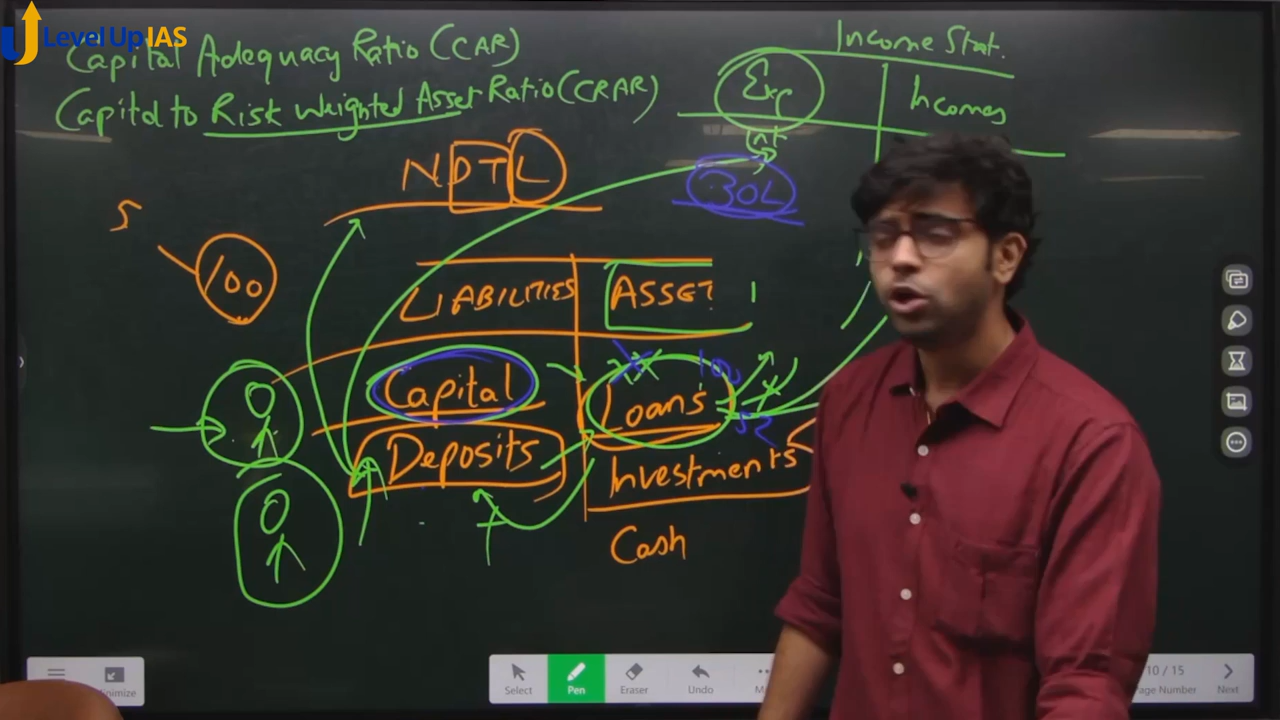 Level Up IAS
Capital Adequacy Ratio (CAR)
Capital to Risk Weighted Asset Ratio (CRAR)
Income Stat.
Exp
Incomes
Int
30L
NDTL
5
100
LIABILITIES
ASSET
Capital
Loans
100
Deposits
Investments
Cash
Select
Pen
Eraser
Undo
10 / 15
Page Number
Next